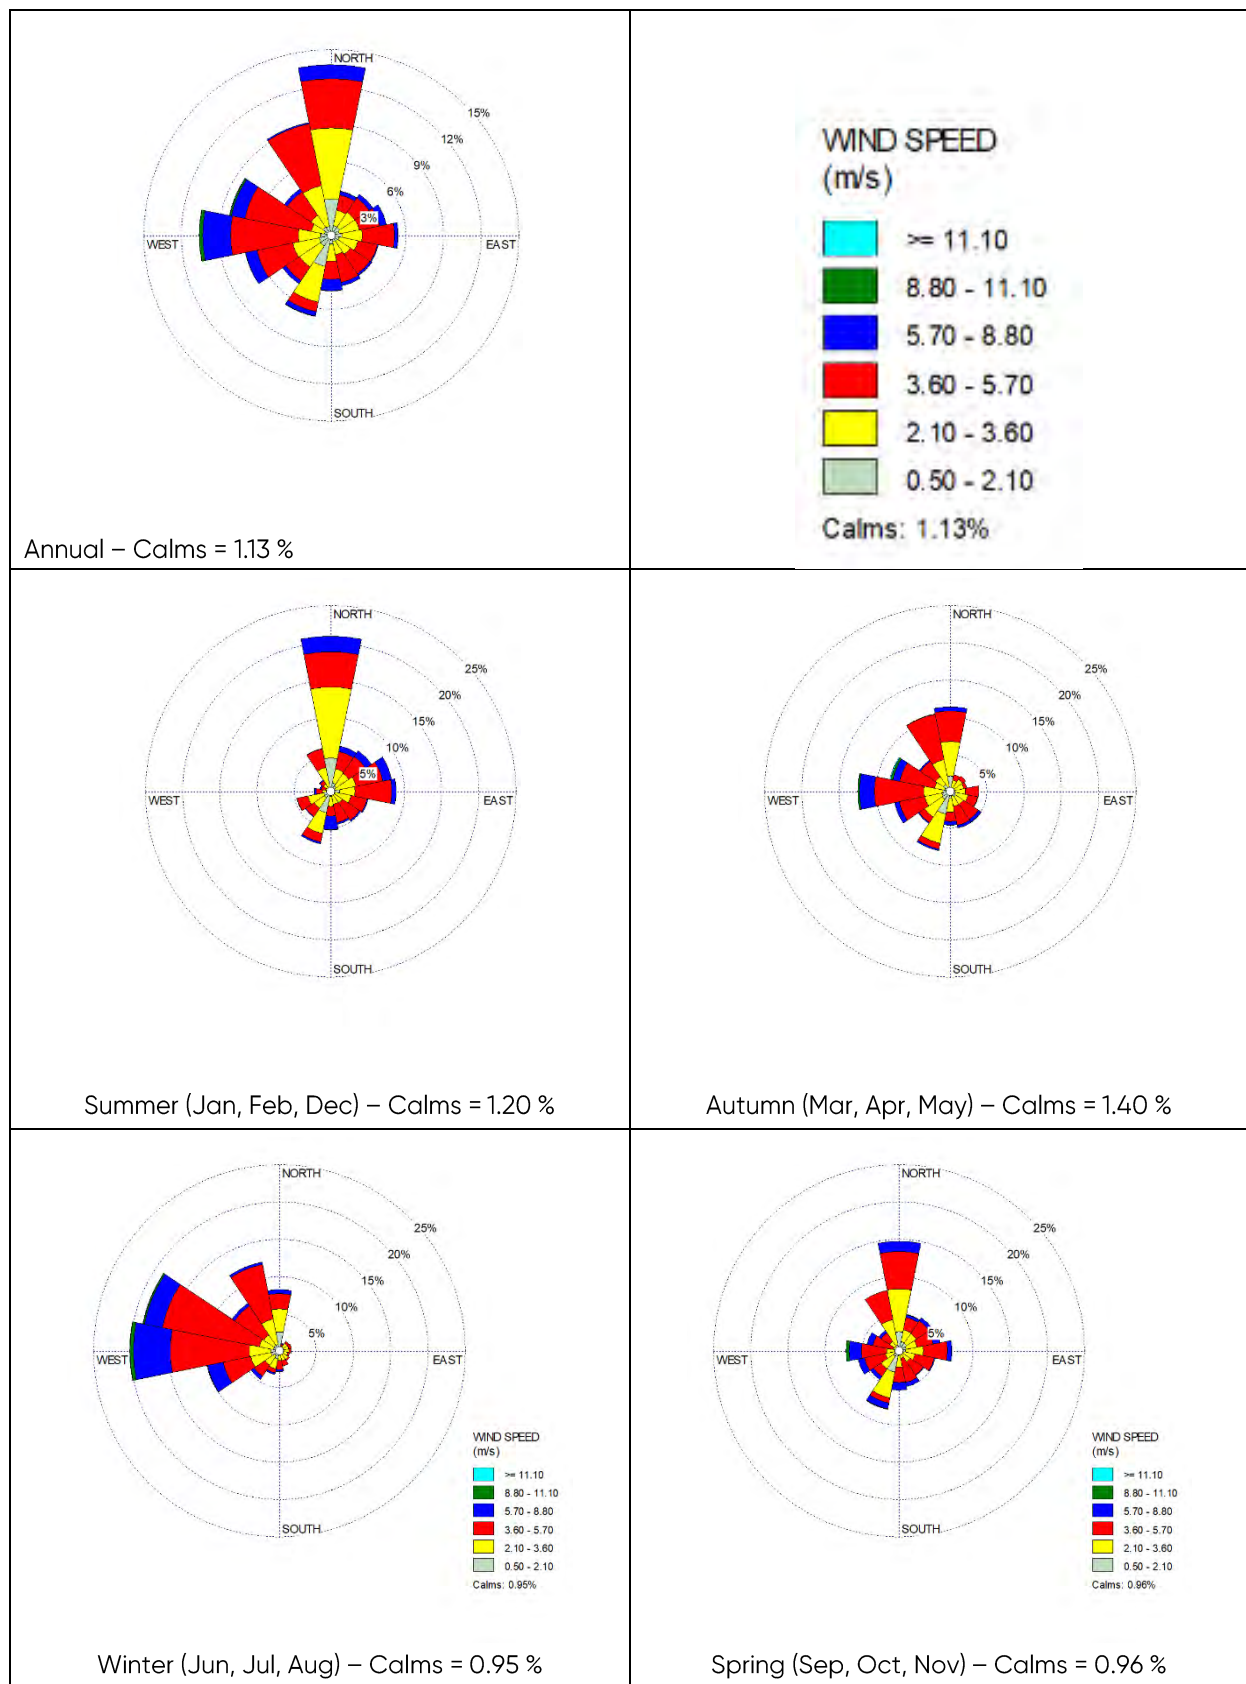 NORTH
15%
12%
9%
6%
3%
WEST
EAST
SOUTH
Annual – Calms = 1.13 %
WIND SPEED
(m/s)
>= 11.10
8.80 - 11.10
5.70 - 8.80
3.60 - 5.70
2.10 - 3.60
0.50 - 2.10
Calms: 1.13%
NORTH
25%
20%
15%
10%
5%
WEST
EAST
SOUTH
Summer (Jan, Feb, Dec) – Calms = 1.20 %
NORTH
25%
20%
15%
10%
5%
WEST
EAST
SOUTH
Autumn (Mar, Apr, May) – Calms = 1.40 %
NORTH
25%
20%
15%
10%
5%
WEST
EAST
SOUTH
WIND SPEED
(m/s)
>= 11.10
8.80 - 11.10
5.70 - 8.80
3.60 - 5.70
2.10 - 3.60
0.50 - 2.10
Calms: 0.95%
Winter (Jun, Jul, Aug) – Calms = 0.95 %
NORTH
25%
20%
15%
10%
5%
WEST
EAST
SOUTH
WIND SPEED
(m/s)
>= 11.10
8.80 - 11.10
5.70 - 8.80
3.60 - 5.70
2.10 - 3.60
0.50 - 2.10
Calms: 0.96%
Spring (Sep, Oct, Nov) – Calms = 0.96 %